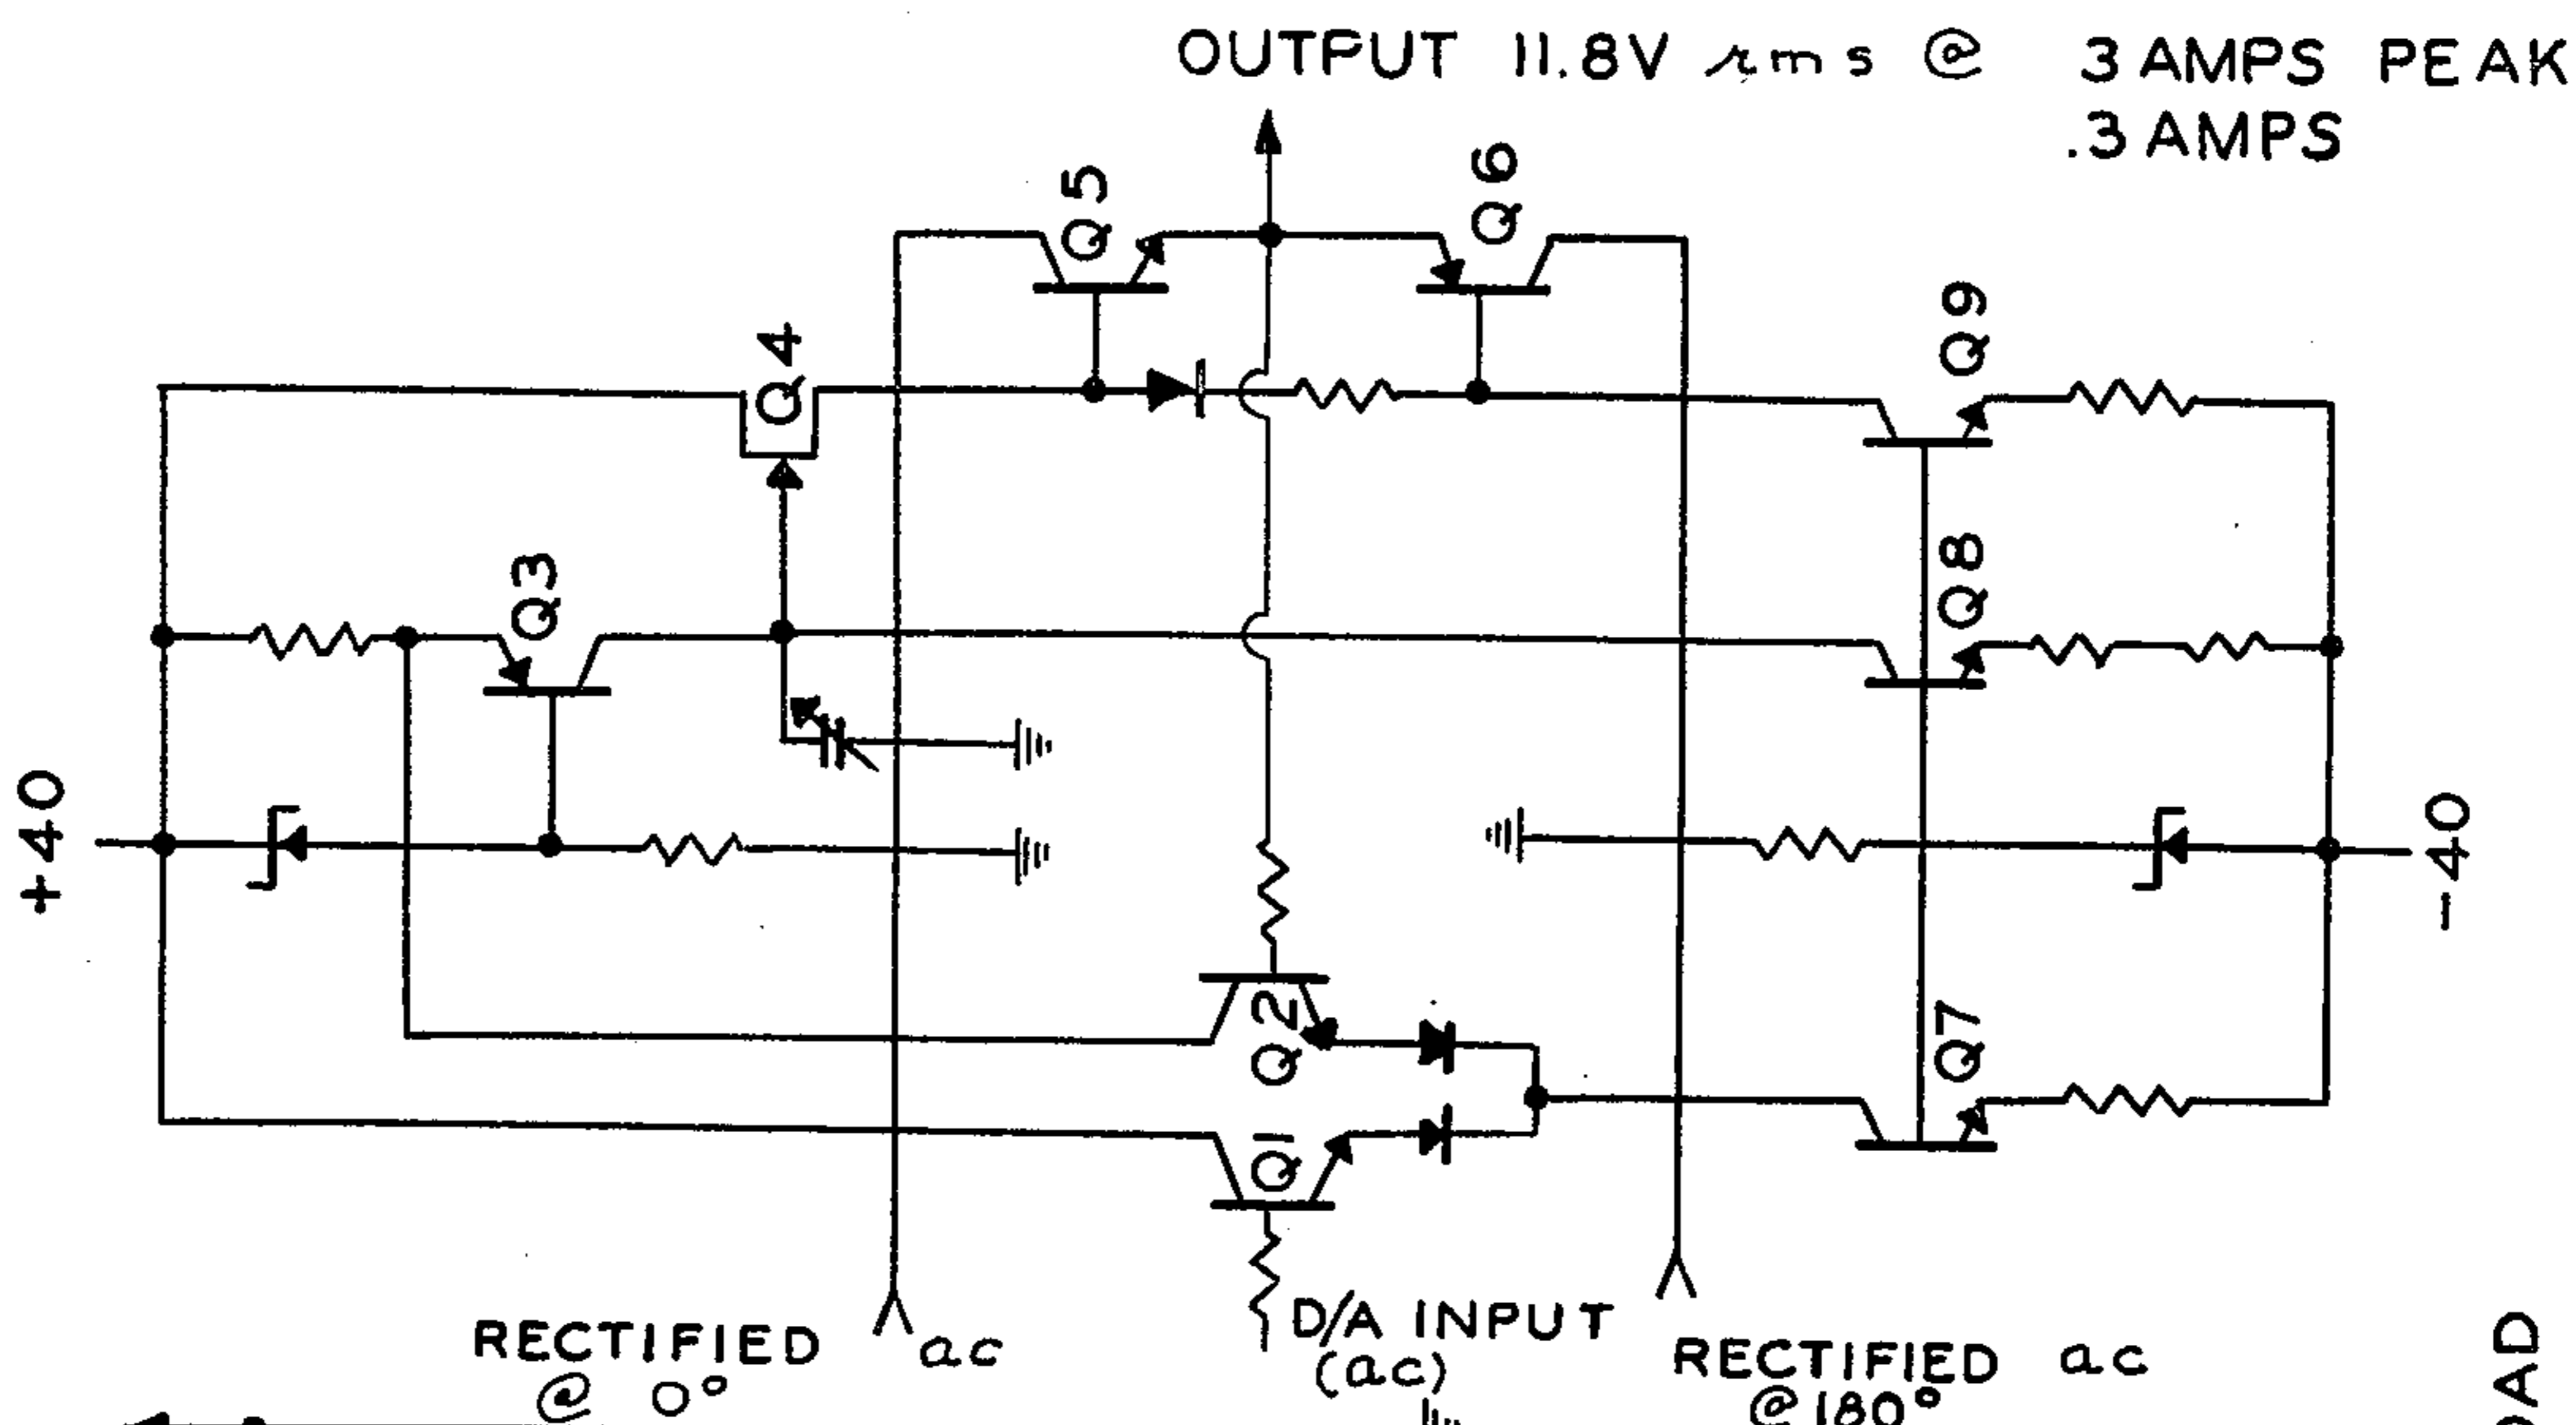 OUTPUT 11.8V rms @ 3 AMPS PEAK
.3 AMPS
Q5
Q6
Q4
Q9
Q3
Q8
+40
-40
Q2
Q7
Q1
RECTIFIED ac
@ 0°
D/A INPUT
(ac)
RECTIFIED ac
@ 180°